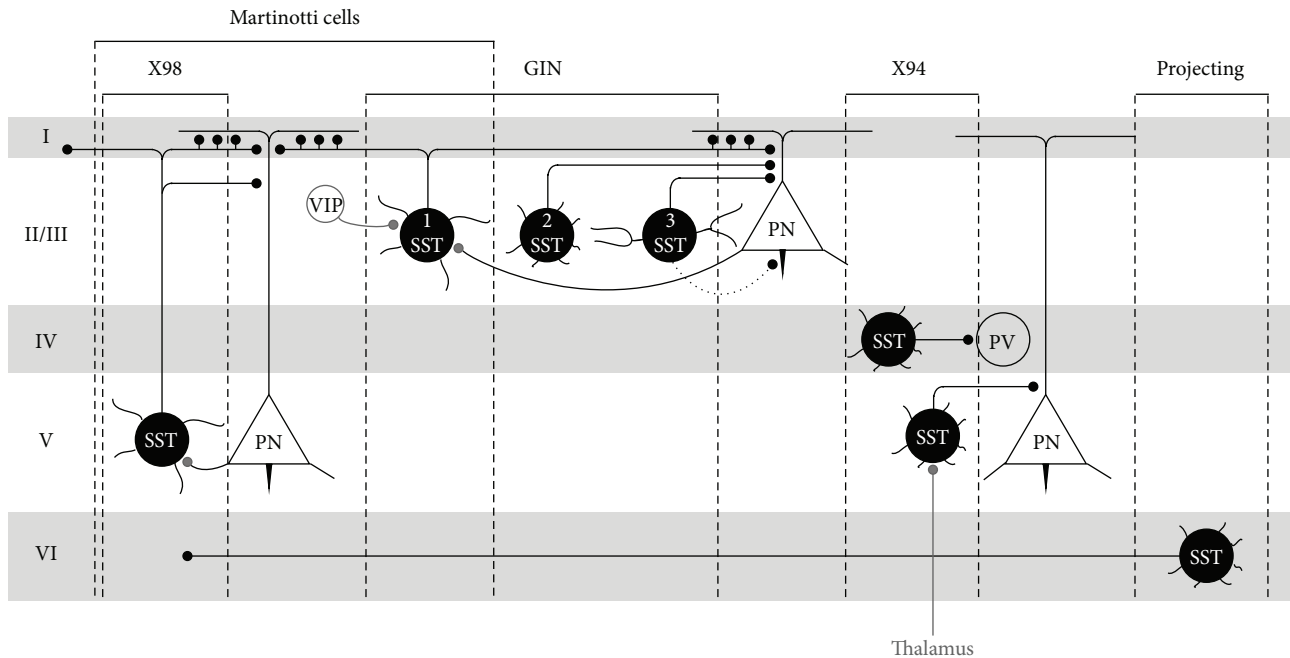 Martinotti cells
X98
GIN
X94
Projecting
I
II/III
VIP
1
SST
2
SST
3
SST
PN
IV
SST
PV
V
SST
PN
SST
PN
VI
SST
Thalamus